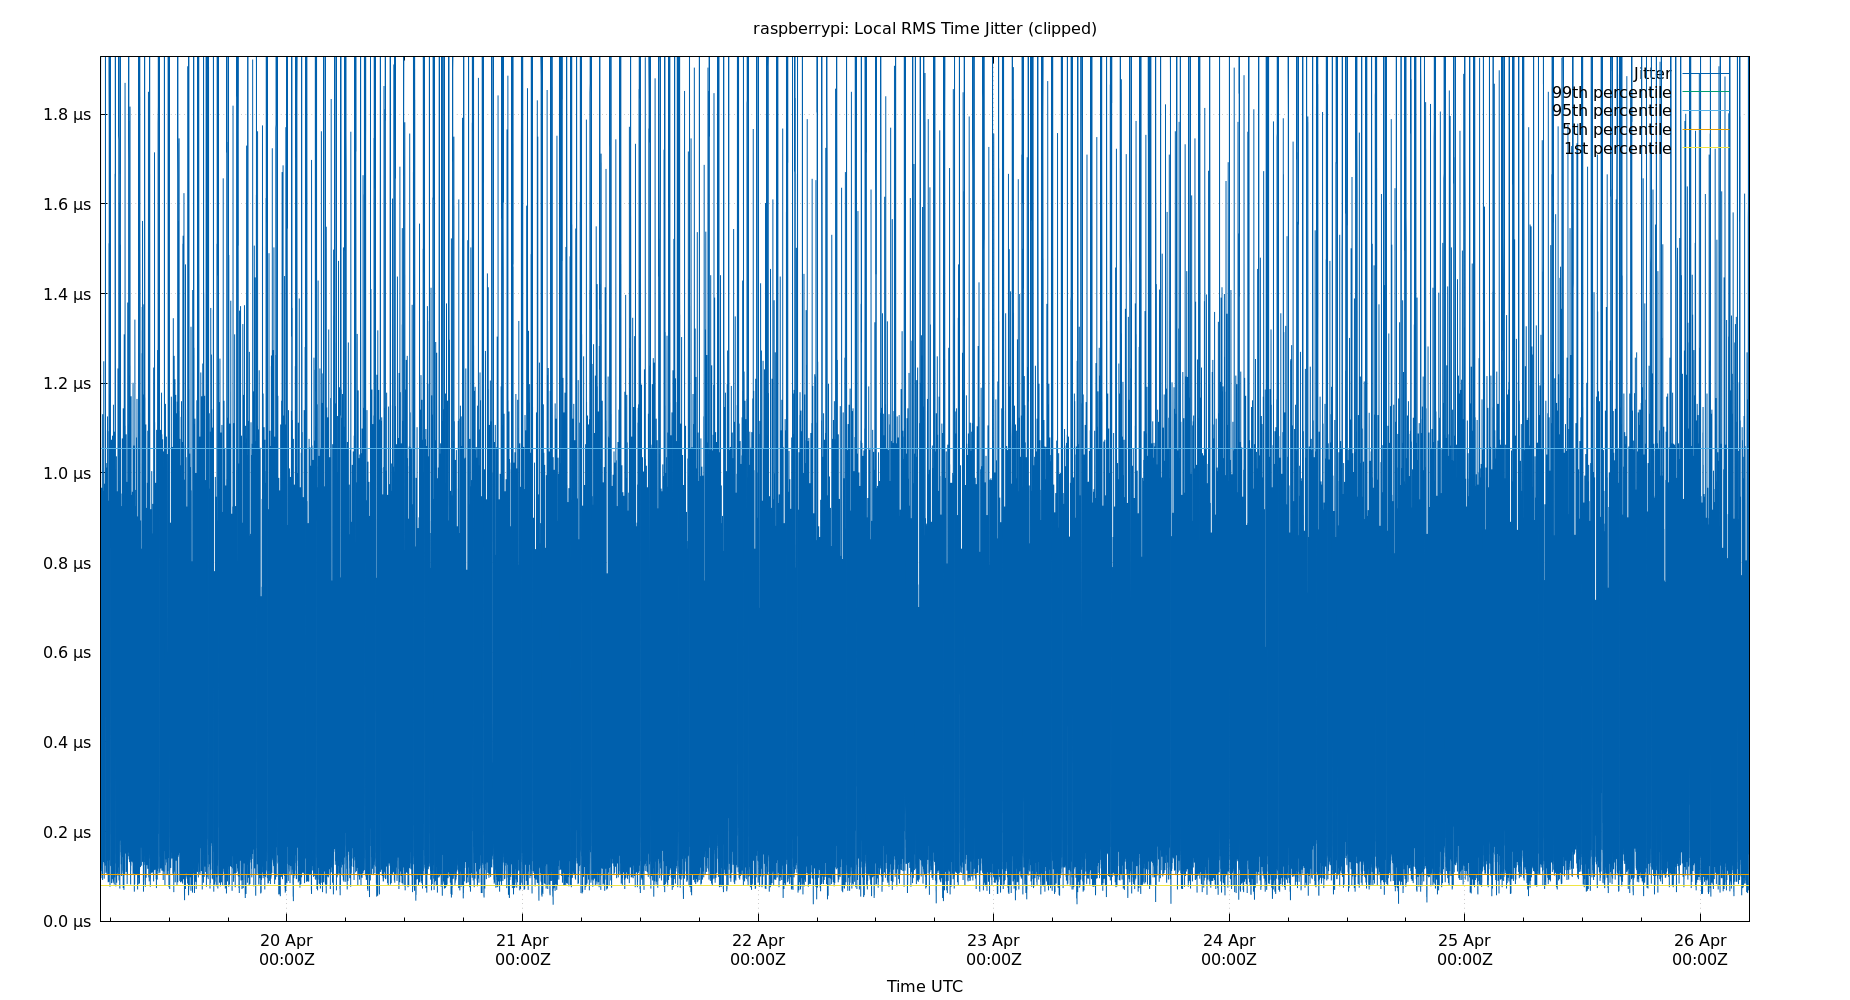 raspberrypi: Local RMS Time Jitter (clipped)
Jitter
99th percentile
95th percentile
5th percentile
1st percentile
1.8 µs
1.6 µs
1.4 µs
1.2 µs
1.0 µs
0.8 µs
0.6 µs
0.4 µs
0.2 µs
0.0 µs
20 Apr 21 Apr 22 Apr 23 Apr 24 Apr 25 Apr 26 Apr
00:00Z 00:00Z 00:00Z 00:00Z 00:00Z 00:00Z 00:00Z
Time UTC